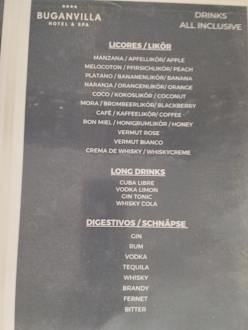 ★★★★
BUGANVILLA
HOTEL & SPA
DRINKS
ALL INCLUSIVE
LICORES / LIKÖR
MANZANA / APFELLIKÖR/ APPLE
MELOCOTON / PFIRSICHLIKÖR/ PEACH
PLATANO / BANANENLIKÖR/ BANANA
NARANJA / ORANGENLIKÖR/ ORANGE
COCO / KOKOSLIKÖR / COCONUT
MORA / BROMBEERLIKÖR/ BLACKBERRY
CAFÉ / KAFFEELIKÖR/ COFFEE
RON MIEL / HONIGRUMLIKÖR / HONEY
VERMUT ROSE
VERMUT BIANCO
CREMA DE WHISKY / WHISKYCREME
LONG DRINKS
CUBA LIBRE
VODKA LIMON
GIN TONIC
WHISKY COLA
DIGESTIVOS / SCHNÄPSE
GIN
RUM
VODKA
TEQUILA
WHISKY
BRANDY
FERNET
BITTER